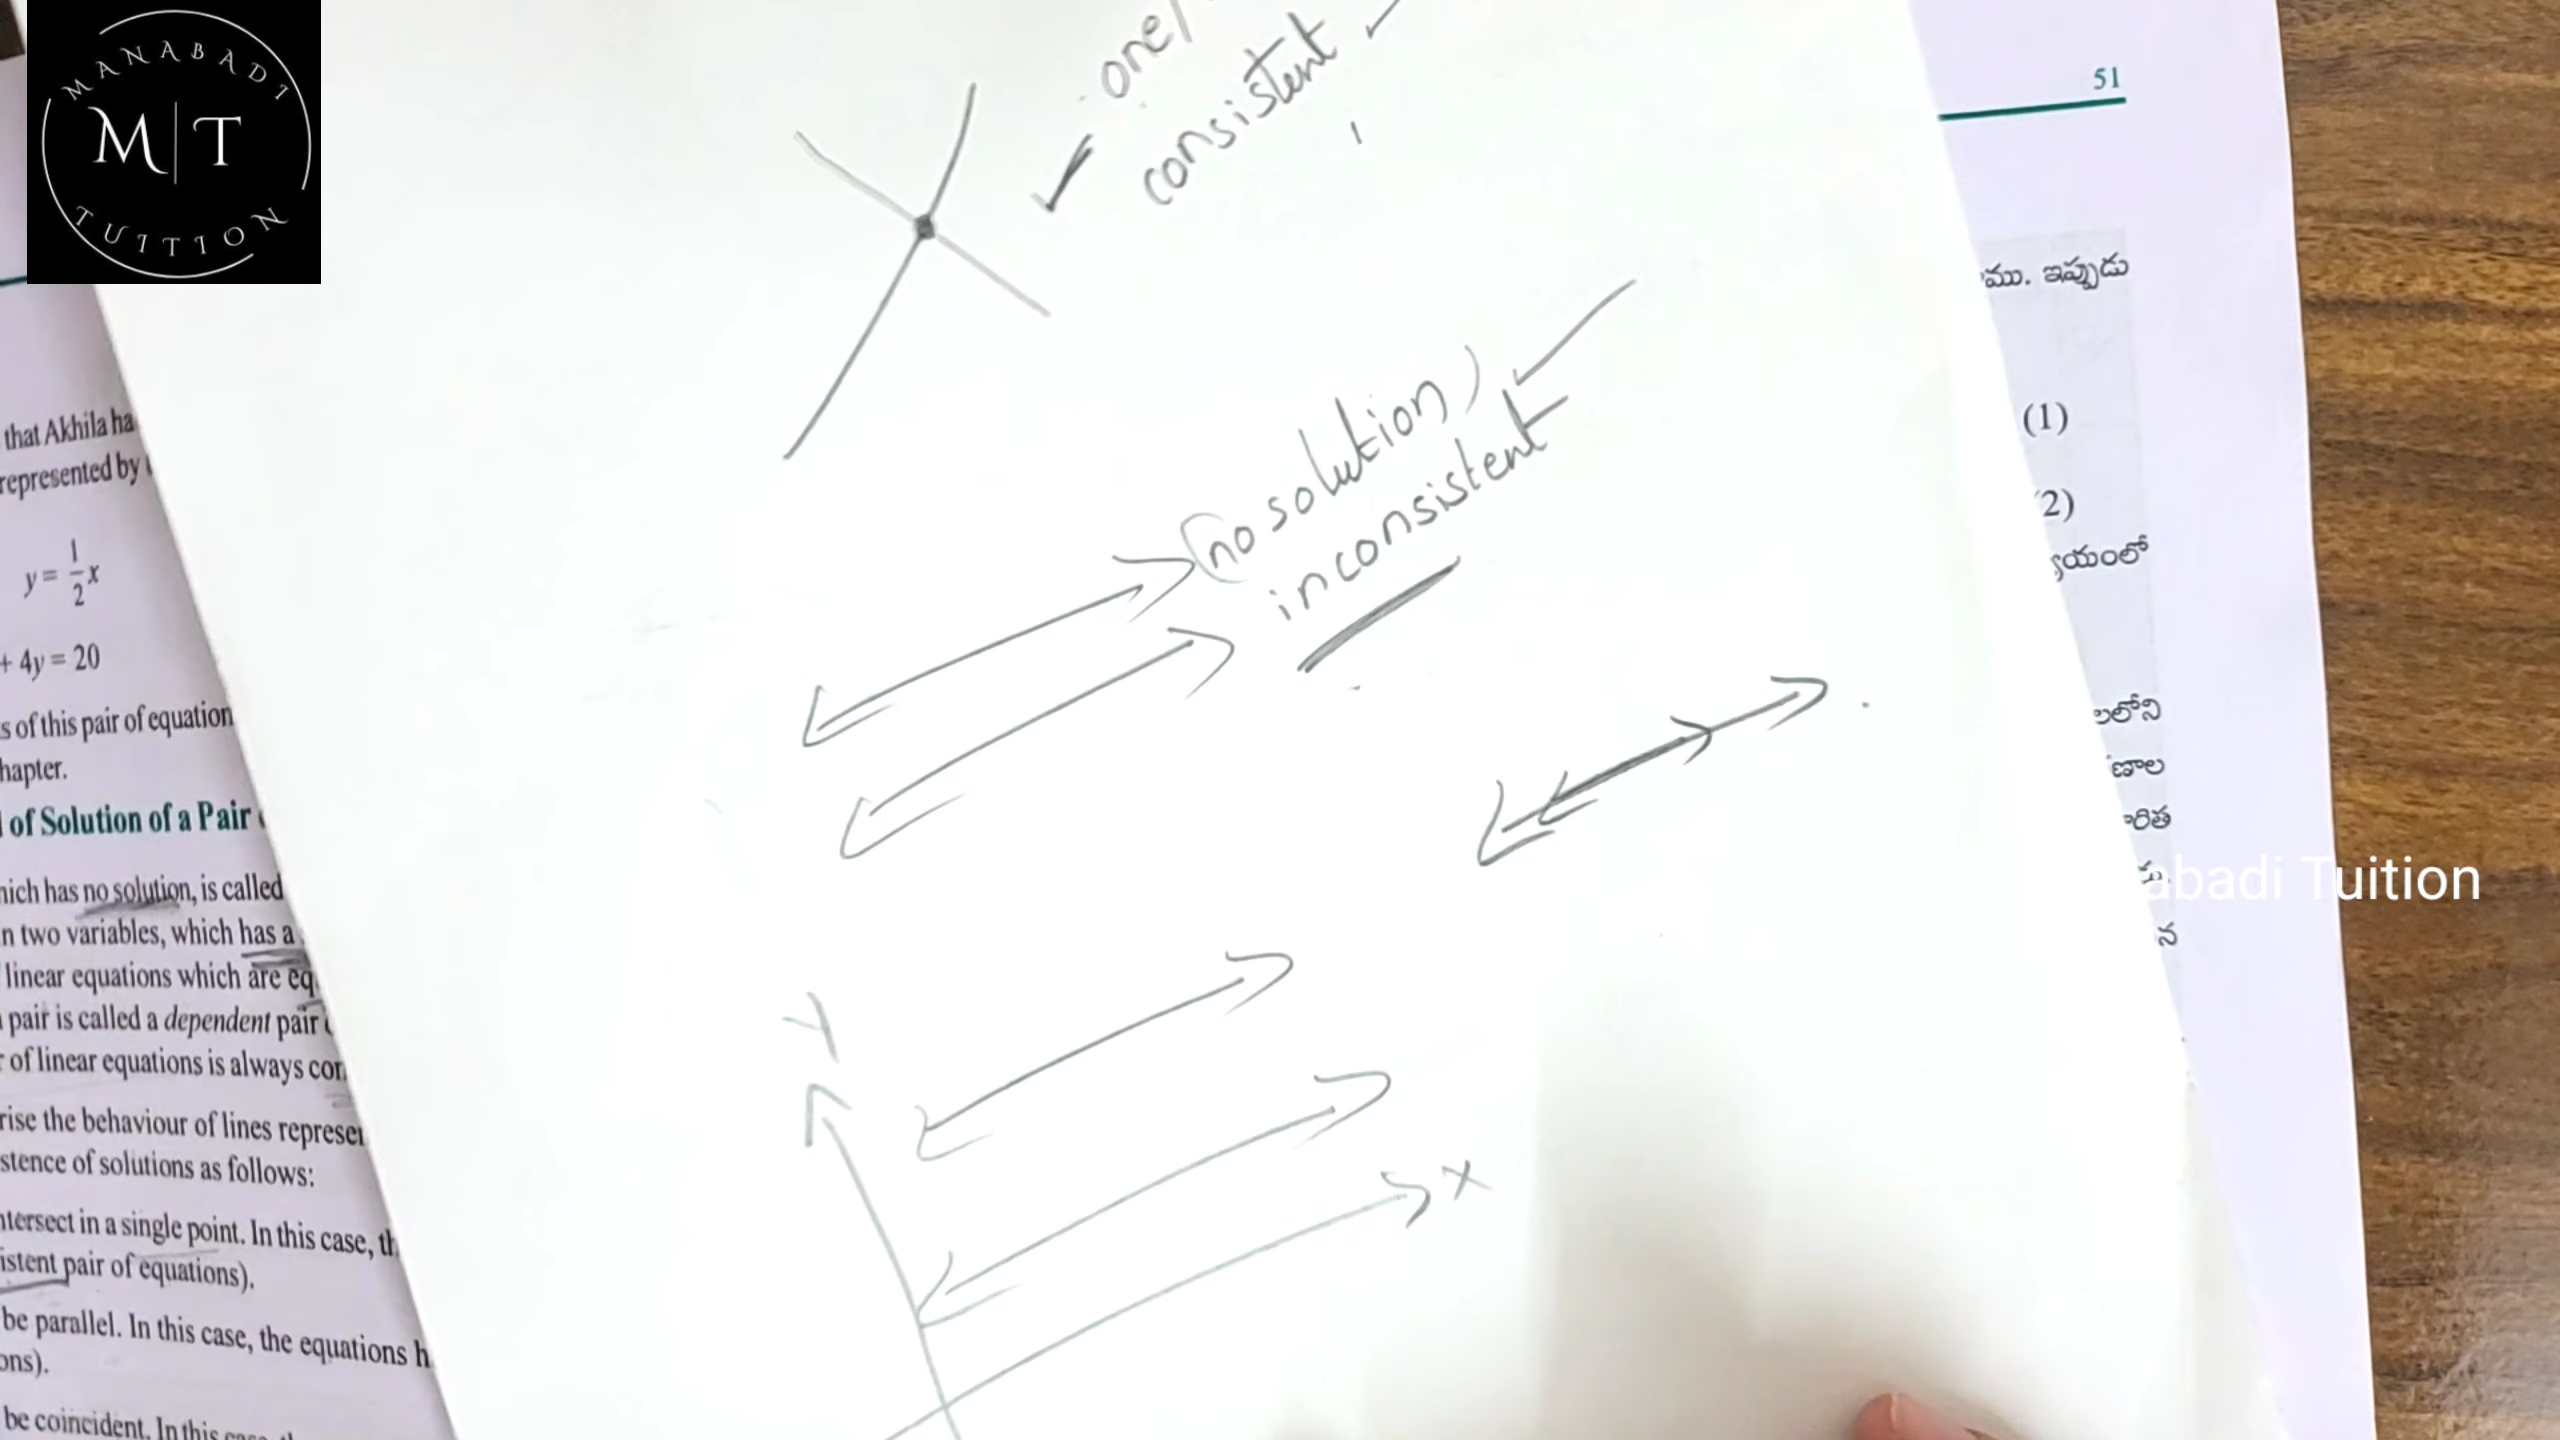 MANABADI
M|T
TUITION
one/
consistent
(no solution)
inconsistent
Y
X
51
that Akhila ha
represented by
y = 1/2 x
+ 4y = 20
s of this pair of equation
hapter.
of Solution of a Pair
hich has no solution, is called
n two variables, which has a
linear equations which are eq
pair is called a dependent pair
of linear equations is always con
rise the behaviour of lines represen
stence of solutions as follows:
ntersect in a single point. In this case, th
istent pair of equations).
be parallel. In this case, the equations h
ons).
be coincident. In this case, th
ము. ఇప్పుడు
(1)
2)
యంలో
లలోని
ణాల
రిత
న
abadi Tuition